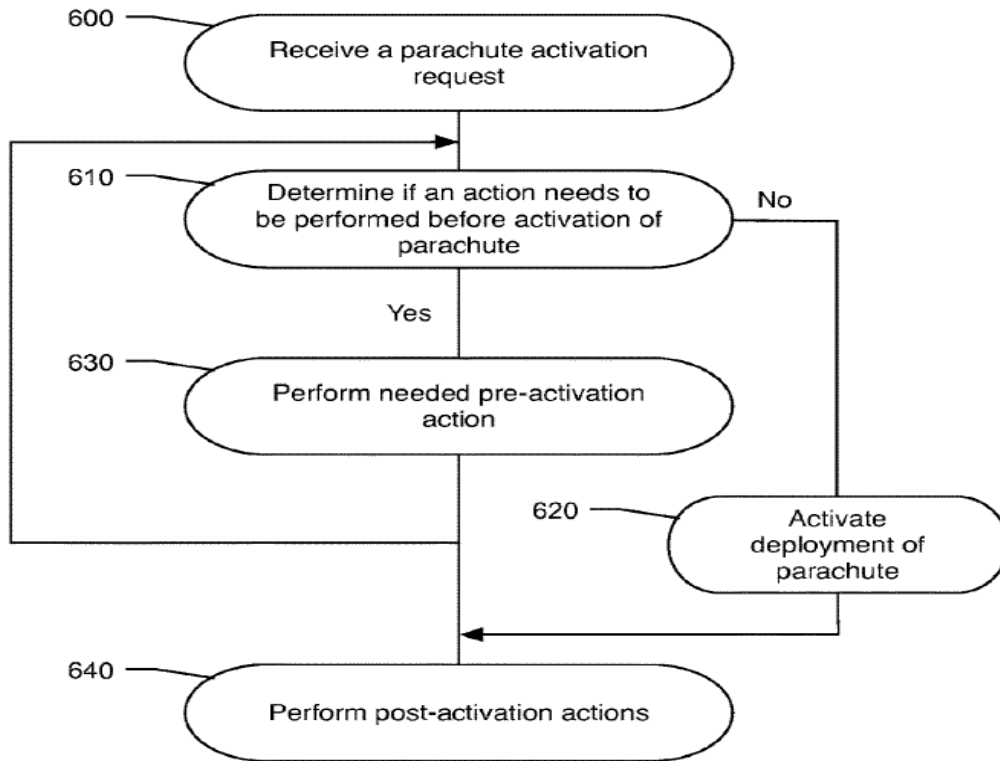 600
Receive a parachute activation
request
610
Determine if an action needs to
be performed before activation of
parachute
No
Yes
630
Perform needed pre-activation
action
620
Activate
deployment of
parachute
640
Perform post-activation actions